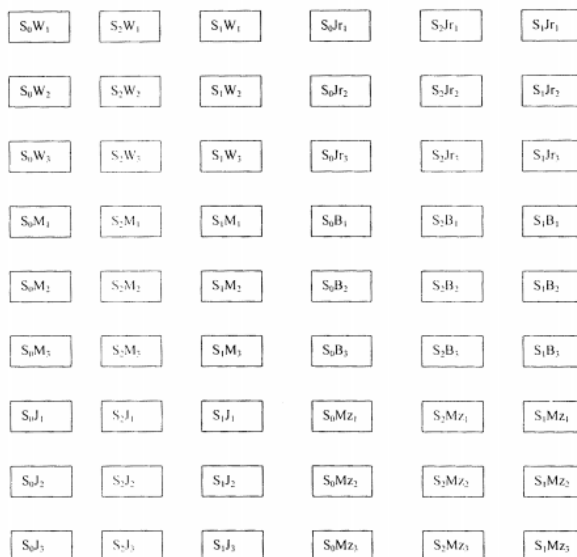 S₀W₁ S₂W₁ S₁W₁ S₀Jr₁ S₂Jr₁ S₁Jr₁
S₀W₂ S₂W₂ S₁W₂ S₀Jr₂ S₂Jr₂ S₁Jr₂
S₀W₃ S₂W₃ S₁W₃ S₀Jr₃ S₂Jr₃ S₁Jr₃
S₀M₁ S₂M₁ S₁M₁ S₀B₁ S₂B₁ S₁B₁
S₀M₂ S₂M₂ S₁M₂ S₀B₂ S₂B₂ S₁B₂
S₀M₃ S₂M₃ S₁M₃ S₀B₃ S₂B₃ S₁B₃
S₀J₁ S₂J₁ S₁J₁ S₀Mz₁ S₂Mz₁ S₁Mz₁
S₀J₂ S₂J₂ S₁J₂ S₀Mz₂ S₂Mz₂ S₁Mz₂
S₀J₃ S₂J₃ S₁J₃ S₀Mz₃ S₂Mz₃ S₁Mz₃